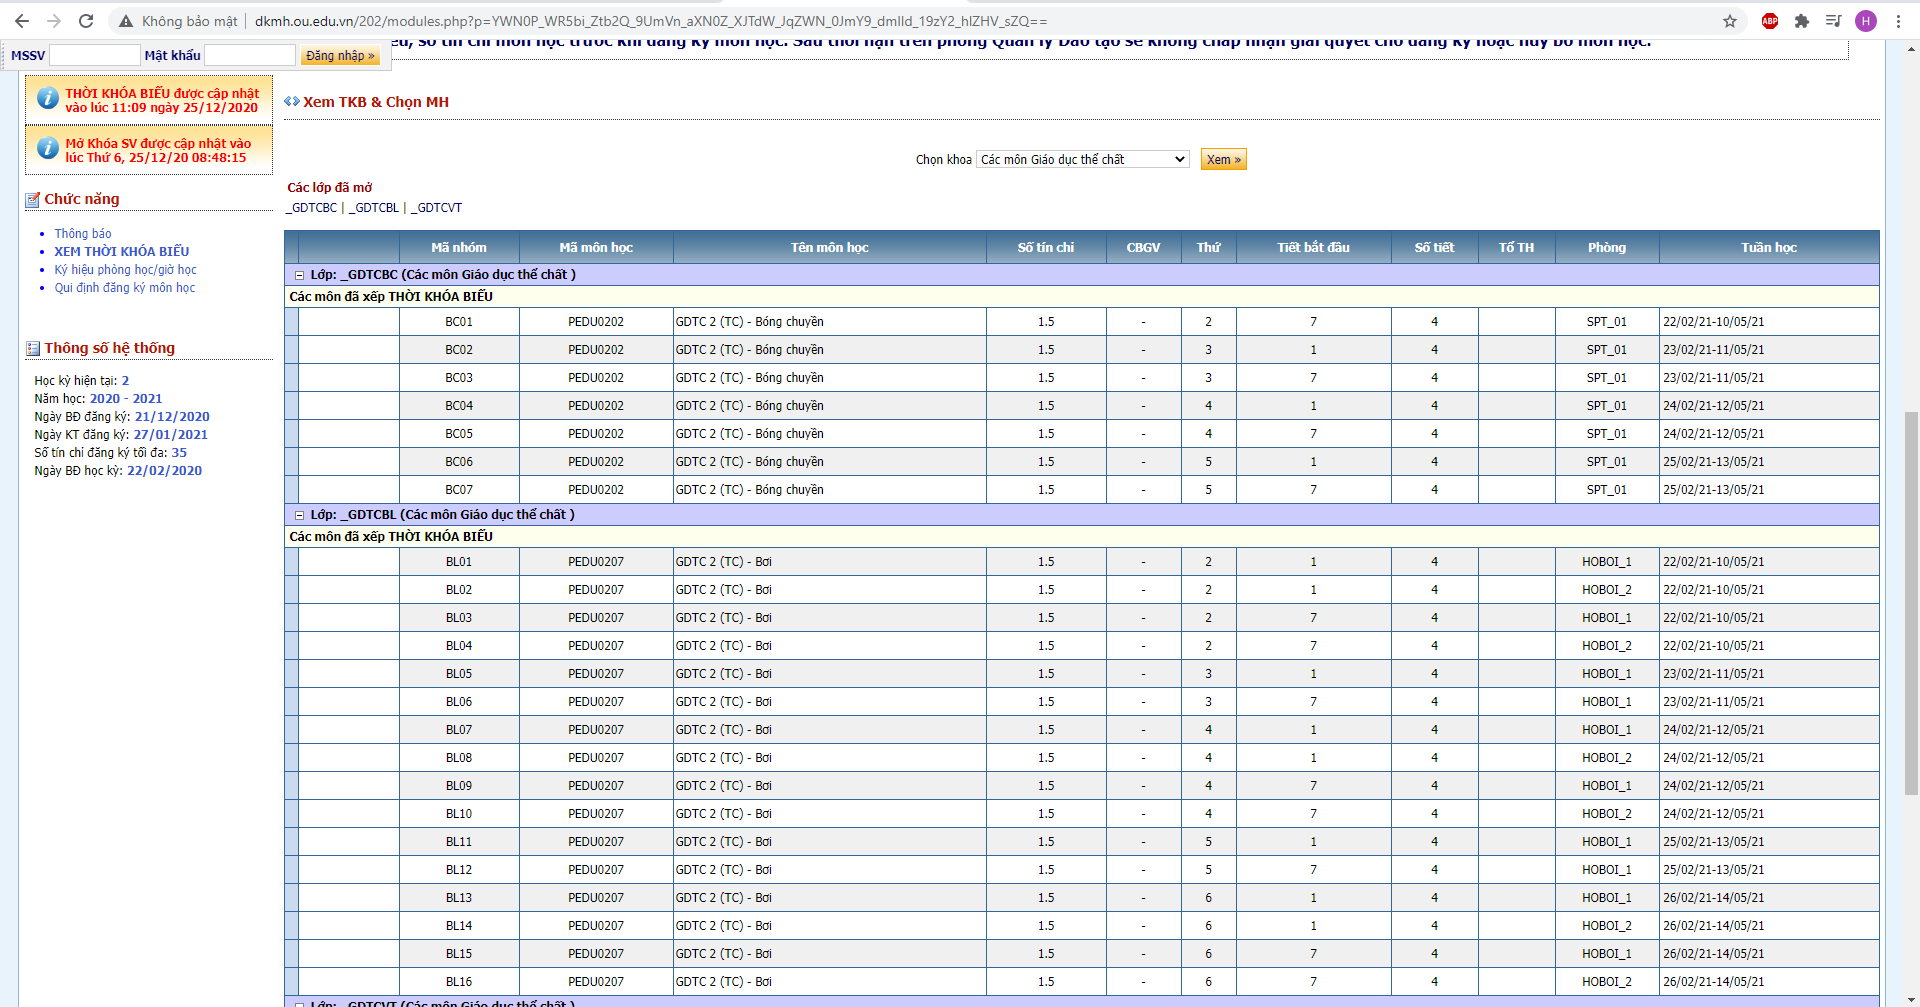 Không bảo mật | dkmh.ou.edu.vn/202/modules.php?p=YWN0P_WR5bi_Ztb2Q_9UmVn_aXN0Z_XJTdW_JqZWN_0JmY9_dmlld_19zY2_hlZHV_sZQ==
ABP
H
MSSV Mật khẩu Đăng nhập »
số tín chỉ môn học trước khi đăng ký môn học. Sau thời hạn trên phòng Quản lý Đào tạo sẽ không chấp nhận giải quyết cho đăng ký hoặc hủy bỏ môn học.
THỜI KHÓA BIỂU được cập nhật
vào lúc 11:09 ngày 25/12/2020
Mở Khóa SV được cập nhật vào
lúc Thứ 6, 25/12/20 08:48:15
Chức năng
Thông báo
XEM THỜI KHÓA BIỂU
Ký hiệu phòng học/giờ học
Qui định đăng ký môn học
Thông số hệ thống
Học kỳ hiện tại: 2
Năm học: 2020 - 2021
Ngày BĐ đăng ký: 21/12/2020
Ngày KT đăng ký: 27/01/2021
Số tín chỉ đăng ký tối đa: 35
Ngày BĐ học kỳ: 22/02/2020
Xem TKB & Chọn MH
Chọn khoa Các môn Giáo dục thể chất Xem »
Các lớp đã mở
_GDTCBC | _GDTCBL | _GDTCVT
Mã nhóm Mã môn học Tên môn học Số tín chỉ CBGV Thứ Tiết bắt đầu Số tiết Tổ TH Phòng Tuần học
Lớp: _GDTCBC (Các môn Giáo dục thể chất )
Các môn đã xếp THỜI KHÓA BIỂU
BC01 PEDU0202 GDTC 2 (TC) - Bóng chuyền 1.5 - 2 7 4 SPT_01 22/02/21-10/05/21
BC02 PEDU0202 GDTC 2 (TC) - Bóng chuyền 1.5 - 3 1 4 SPT_01 23/02/21-11/05/21
BC03 PEDU0202 GDTC 2 (TC) - Bóng chuyền 1.5 - 3 7 4 SPT_01 23/02/21-11/05/21
BC04 PEDU0202 GDTC 2 (TC) - Bóng chuyền 1.5 - 4 1 4 SPT_01 24/02/21-12/05/21
BC05 PEDU0202 GDTC 2 (TC) - Bóng chuyền 1.5 - 4 7 4 SPT_01 24/02/21-12/05/21
BC06 PEDU0202 GDTC 2 (TC) - Bóng chuyền 1.5 - 5 1 4 SPT_01 25/02/21-13/05/21
BC07 PEDU0202 GDTC 2 (TC) - Bóng chuyền 1.5 - 5 7 4 SPT_01 25/02/21-13/05/21
Lớp: _GDTCBL (Các môn Giáo dục thể chất )
Các môn đã xếp THỜI KHÓA BIỂU
BL01 PEDU0207 GDTC 2 (TC) - Bơi 1.5 - 2 1 4 HOBOI_1 22/02/21-10/05/21
BL02 PEDU0207 GDTC 2 (TC) - Bơi 1.5 - 2 1 4 HOBOI_2 22/02/21-10/05/21
BL03 PEDU0207 GDTC 2 (TC) - Bơi 1.5 - 2 7 4 HOBOI_1 22/02/21-10/05/21
BL04 PEDU0207 GDTC 2 (TC) - Bơi 1.5 - 2 7 4 HOBOI_2 22/02/21-10/05/21
BL05 PEDU0207 GDTC 2 (TC) - Bơi 1.5 - 3 1 4 HOBOI_1 23/02/21-11/05/21
BL06 PEDU0207 GDTC 2 (TC) - Bơi 1.5 - 3 7 4 HOBOI_1 23/02/21-11/05/21
BL07 PEDU0207 GDTC 2 (TC) - Bơi 1.5 - 4 1 4 HOBOI_1 24/02/21-12/05/21
BL08 PEDU0207 GDTC 2 (TC) - Bơi 1.5 - 4 1 4 HOBOI_2 24/02/21-12/05/21
BL09 PEDU0207 GDTC 2 (TC) - Bơi 1.5 - 4 7 4 HOBOI_1 24/02/21-12/05/21
BL10 PEDU0207 GDTC 2 (TC) - Bơi 1.5 - 4 7 4 HOBOI_2 24/02/21-12/05/21
BL11 PEDU0207 GDTC 2 (TC) - Bơi 1.5 - 5 1 4 HOBOI_1 25/02/21-13/05/21
BL12 PEDU0207 GDTC 2 (TC) - Bơi 1.5 - 5 7 4 HOBOI_1 25/02/21-13/05/21
BL13 PEDU0207 GDTC 2 (TC) - Bơi 1.5 - 6 1 4 HOBOI_1 26/02/21-14/05/21
BL14 PEDU0207 GDTC 2 (TC) - Bơi 1.5 - 6 1 4 HOBOI_2 26/02/21-14/05/21
BL15 PEDU0207 GDTC 2 (TC) - Bơi 1.5 - 6 7 4 HOBOI_1 26/02/21-14/05/21
BL16 PEDU0207 GDTC 2 (TC) - Bơi 1.5 - 6 7 4 HOBOI_2 26/02/21-14/05/21
Lớp: _GDTCVT (Các môn Giáo dục thể chất )